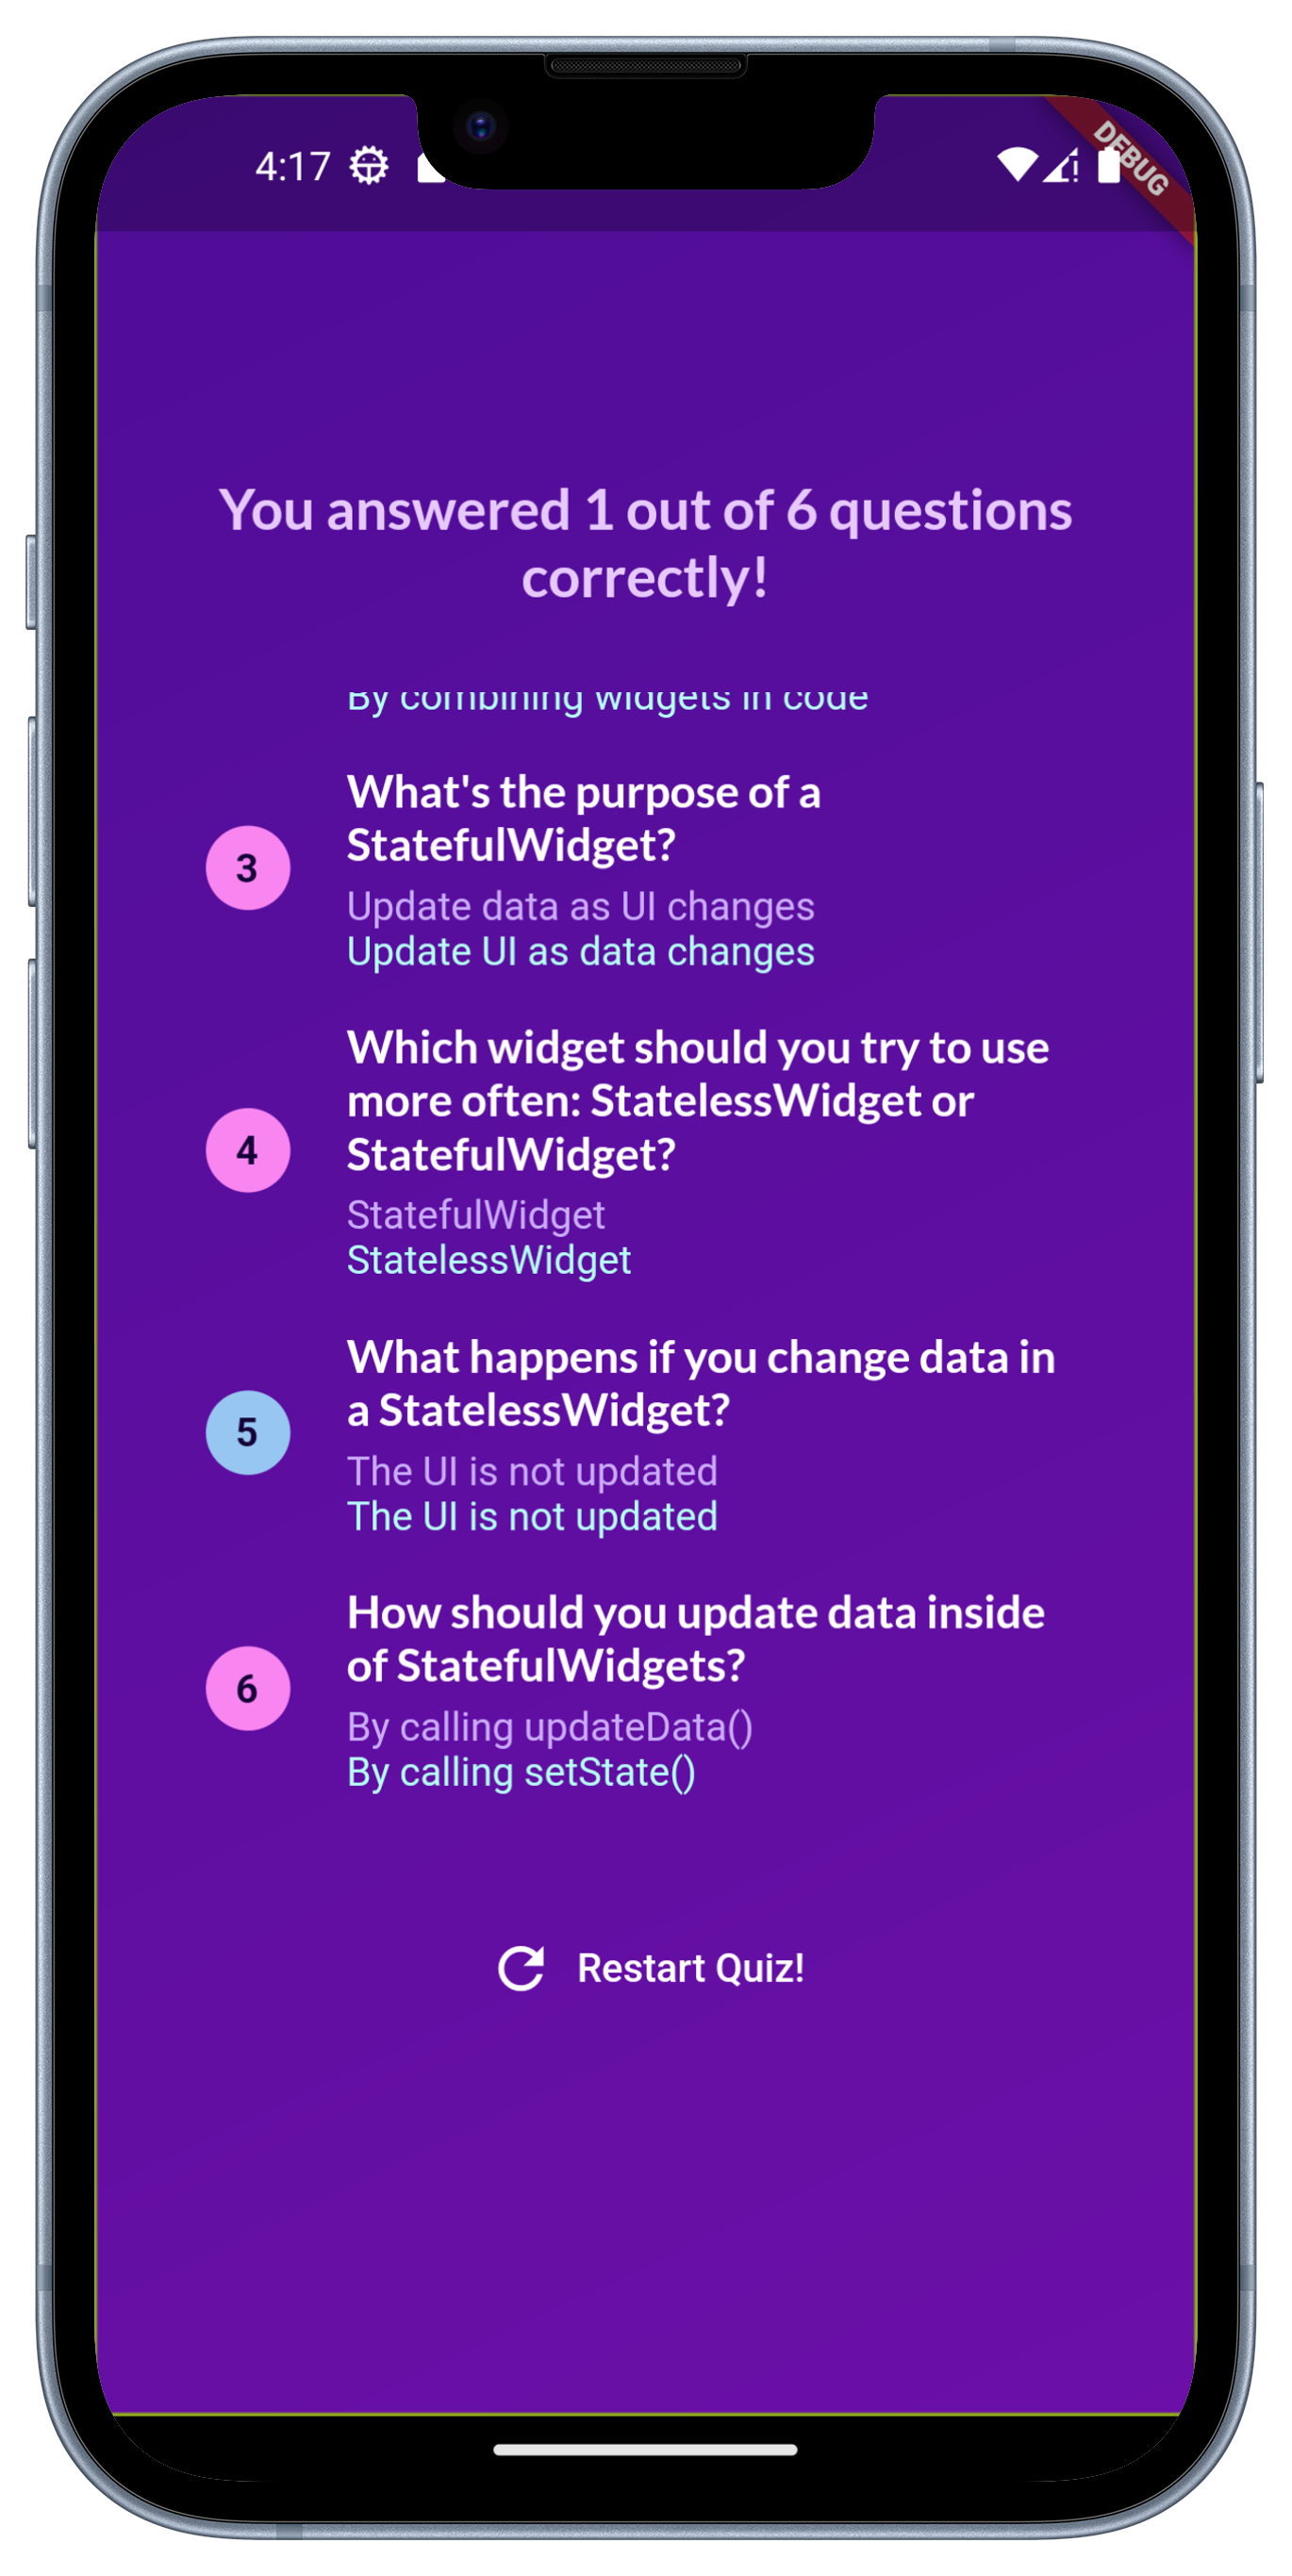 4:17
DEBUG
You answered 1 out of 6 questions
correctly!
By combining widgets in code
3
What's the purpose of a
StatefulWidget?
Update data as UI changes
Update UI as data changes
4
Which widget should you try to use
more often: StatelessWidget or
StatefulWidget?
StatefulWidget
StatelessWidget
5
What happens if you change data in
a StatelessWidget?
The UI is not updated
The UI is not updated
6
How should you update data inside
of StatefulWidgets?
By calling updateData()
By calling setState()
Restart Quiz!